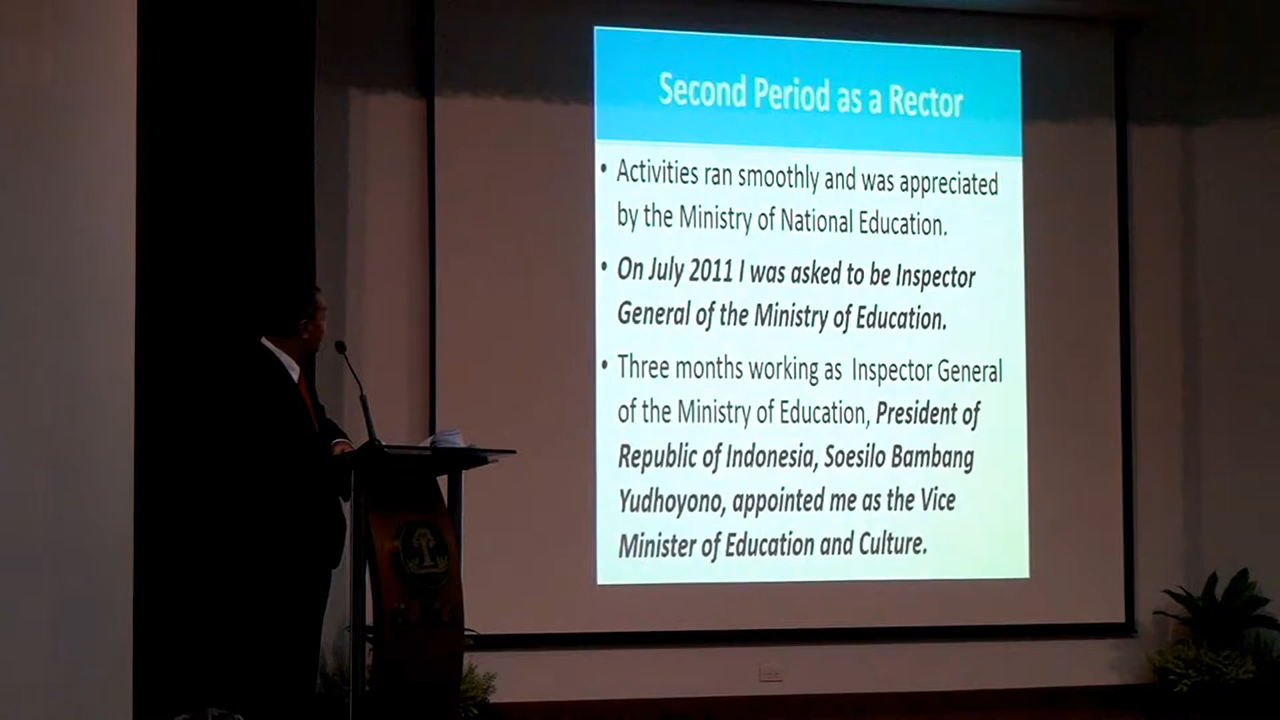 Second Period as a Rector
• Activities ran smoothly and was appreciated
by the Ministry of National Education.
• On July 2011 I was asked to be Inspector
General of the Ministry of Education.
• Three months working as Inspector General
of the Ministry of Education, President of
Republic of Indonesia, Soesilo Bambang
Yudhoyono, appointed me as the Vice
Minister of Education and Culture.